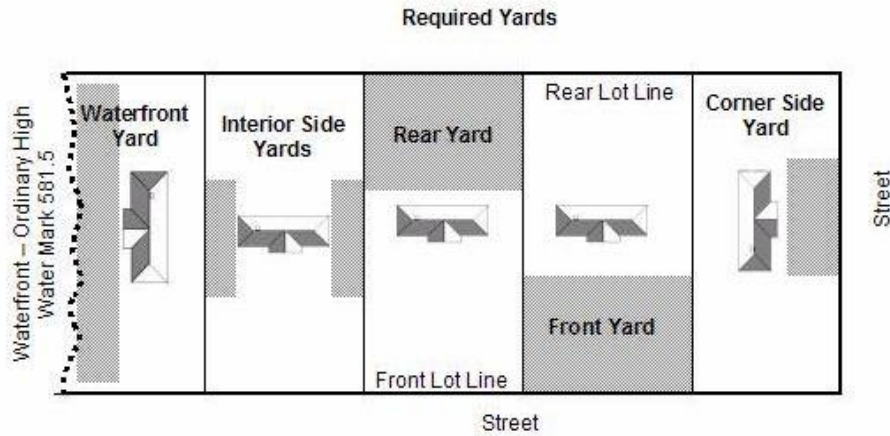 Required Yards
Waterfront – Ordinary High
Water Mark 581.5
Waterfront
Yard
Interior Side
Yards
Rear Yard
Rear Lot Line
Corner Side
Yard
Street
Front Yard
Front Lot Line
Street